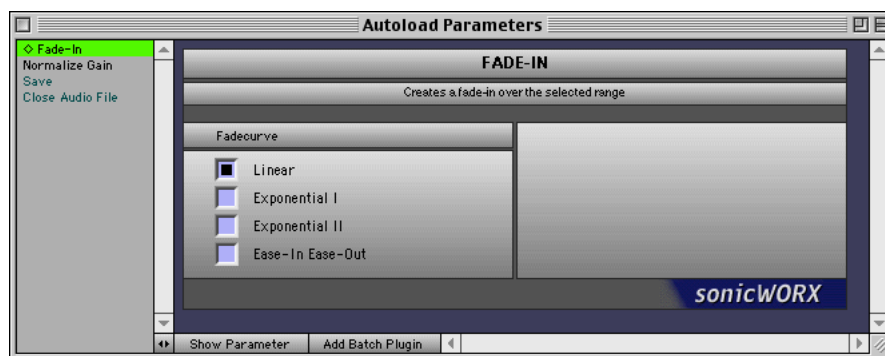 Autoload Parameters
◇ Fade-In
Normalize Gain
Save
Close Audio File
FADE-IN
Creates a fade-in over the selected range
Fadecurve
Linear
Exponential I
Exponential II
Ease-In Ease-Out
sonicWORX
Show Parameter
Add Batch Plugin